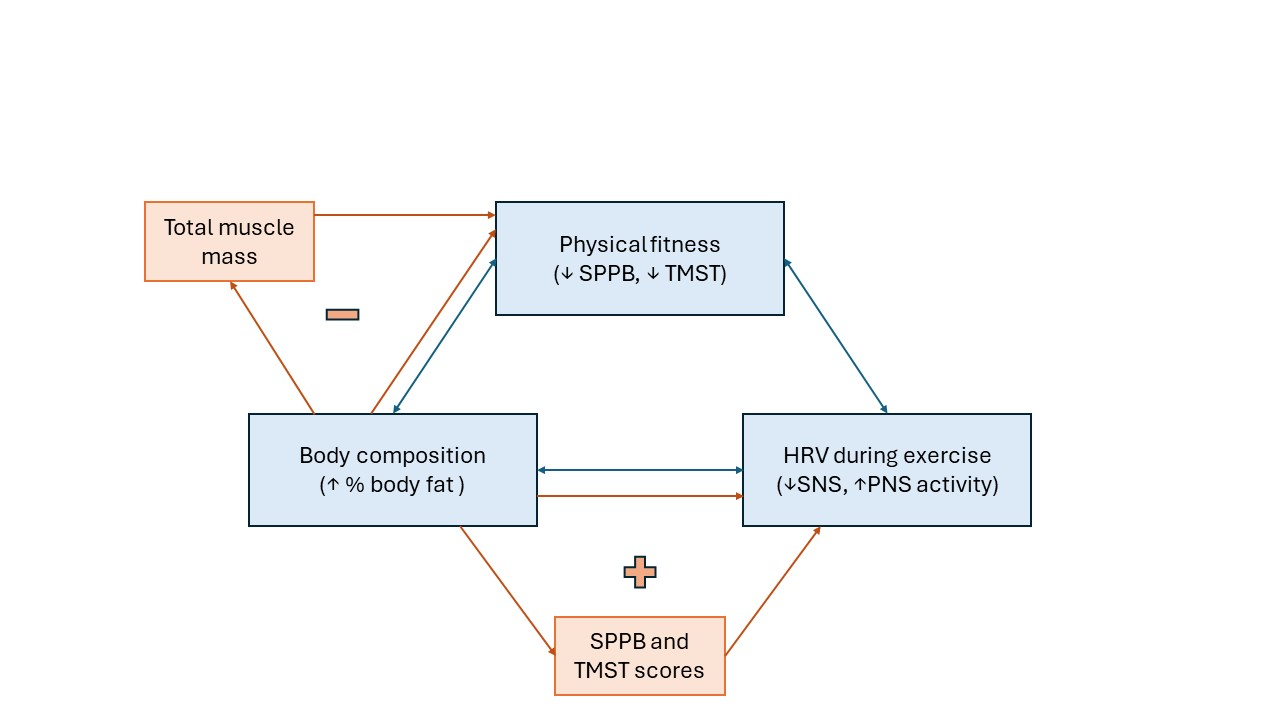 Total muscle
mass
Physical fitness
(↓ SPPB, ↓ TMST)
Body composition
(↑ % body fat )
HRV during exercise
(↓SNS, ↑PNS activity)
SPPB and
TMST scores